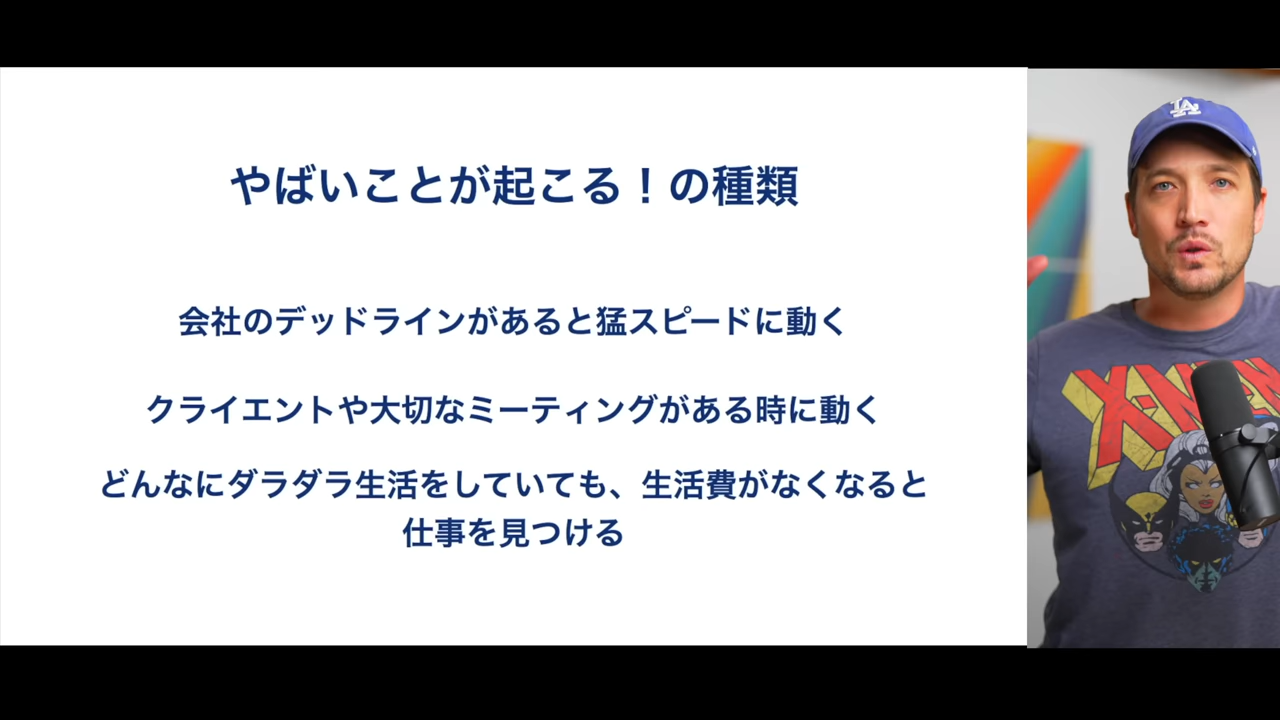 やばいことが起こる！の種類
会社のデッドラインがあると猛スピードに動く
クライエントや大切なミーティングがある時に動く
どんなにダラダラ生活をしていても、生活費がなくなると
仕事を見つける
LA
X-MEN